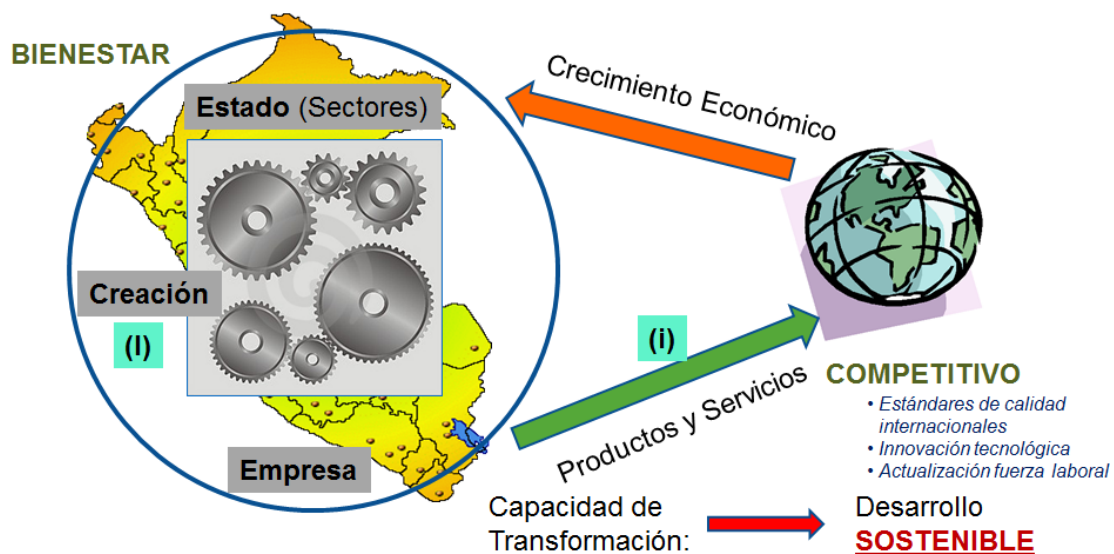 BIENESTAR
Estado (Sectores)
Crecimiento Económico
Creación
(I)
(i)
Productos y Servicios
Empresa
COMPETITIVO
• Estándares de calidad
internacionales
• Innovación tecnológica
• Actualización fuerza laboral
Capacidad de
Transformación:
Desarrollo
SOSTENIBLE